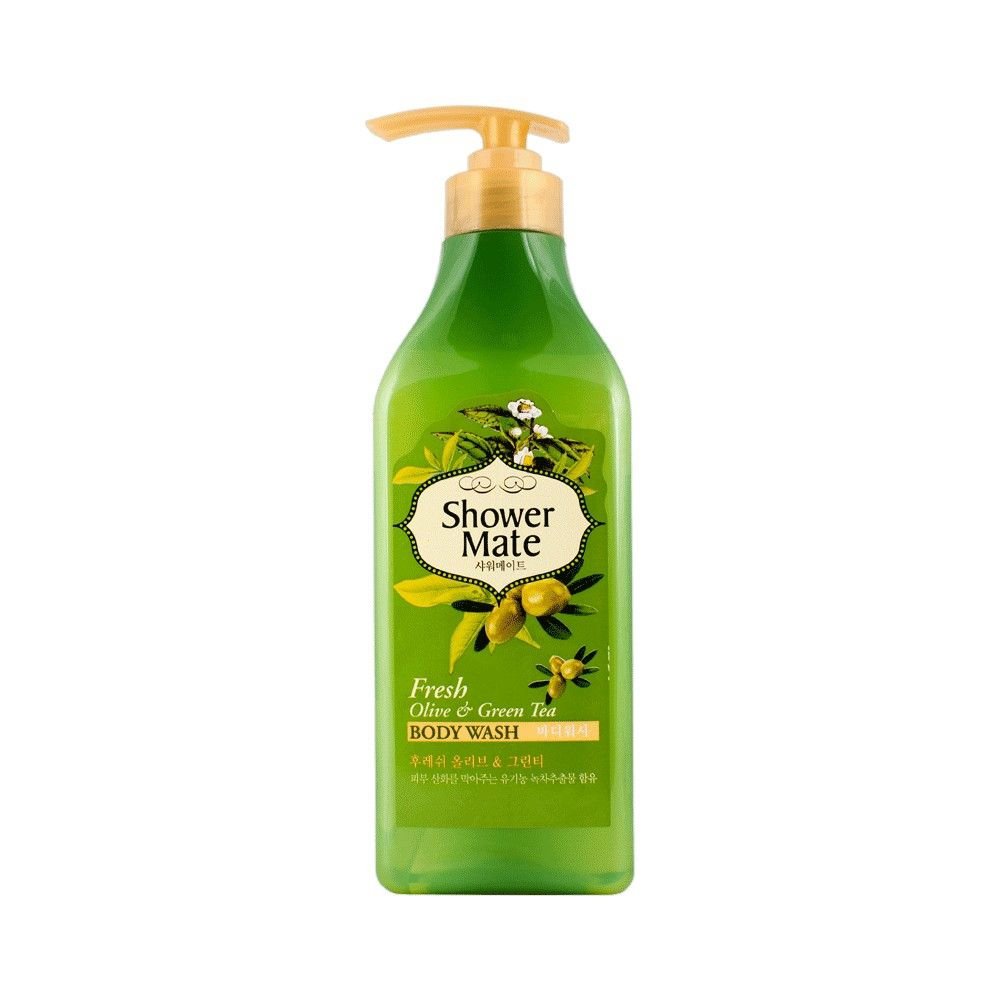 Shower
Mate
샤워메이트
Fresh
Olive & Green Tea
BODY WASH 바디워시
후레쉬 올리브 & 그린티
피부 산화를 막아주는 유기농 녹차추출물 함유